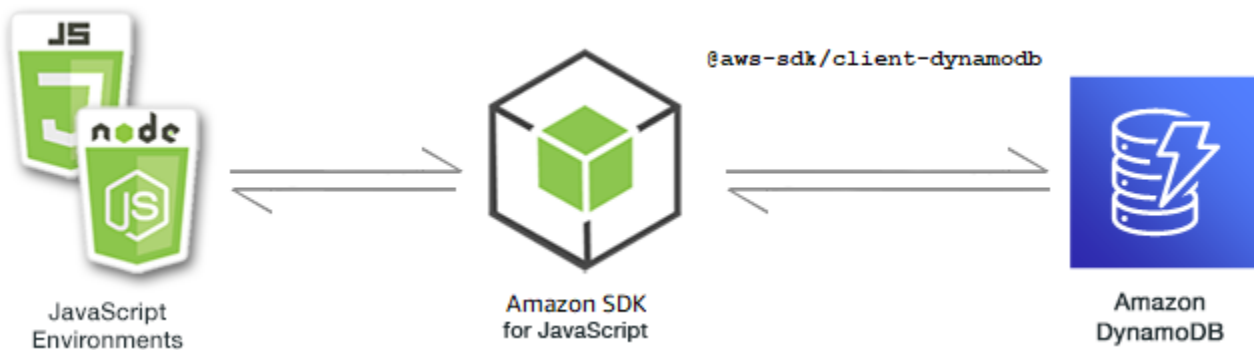 JS
node
JS
@aws-sdk/client-dynamodb
JavaScript
Environments
Amazon SDK
for JavaScript
Amazon
DynamoDB